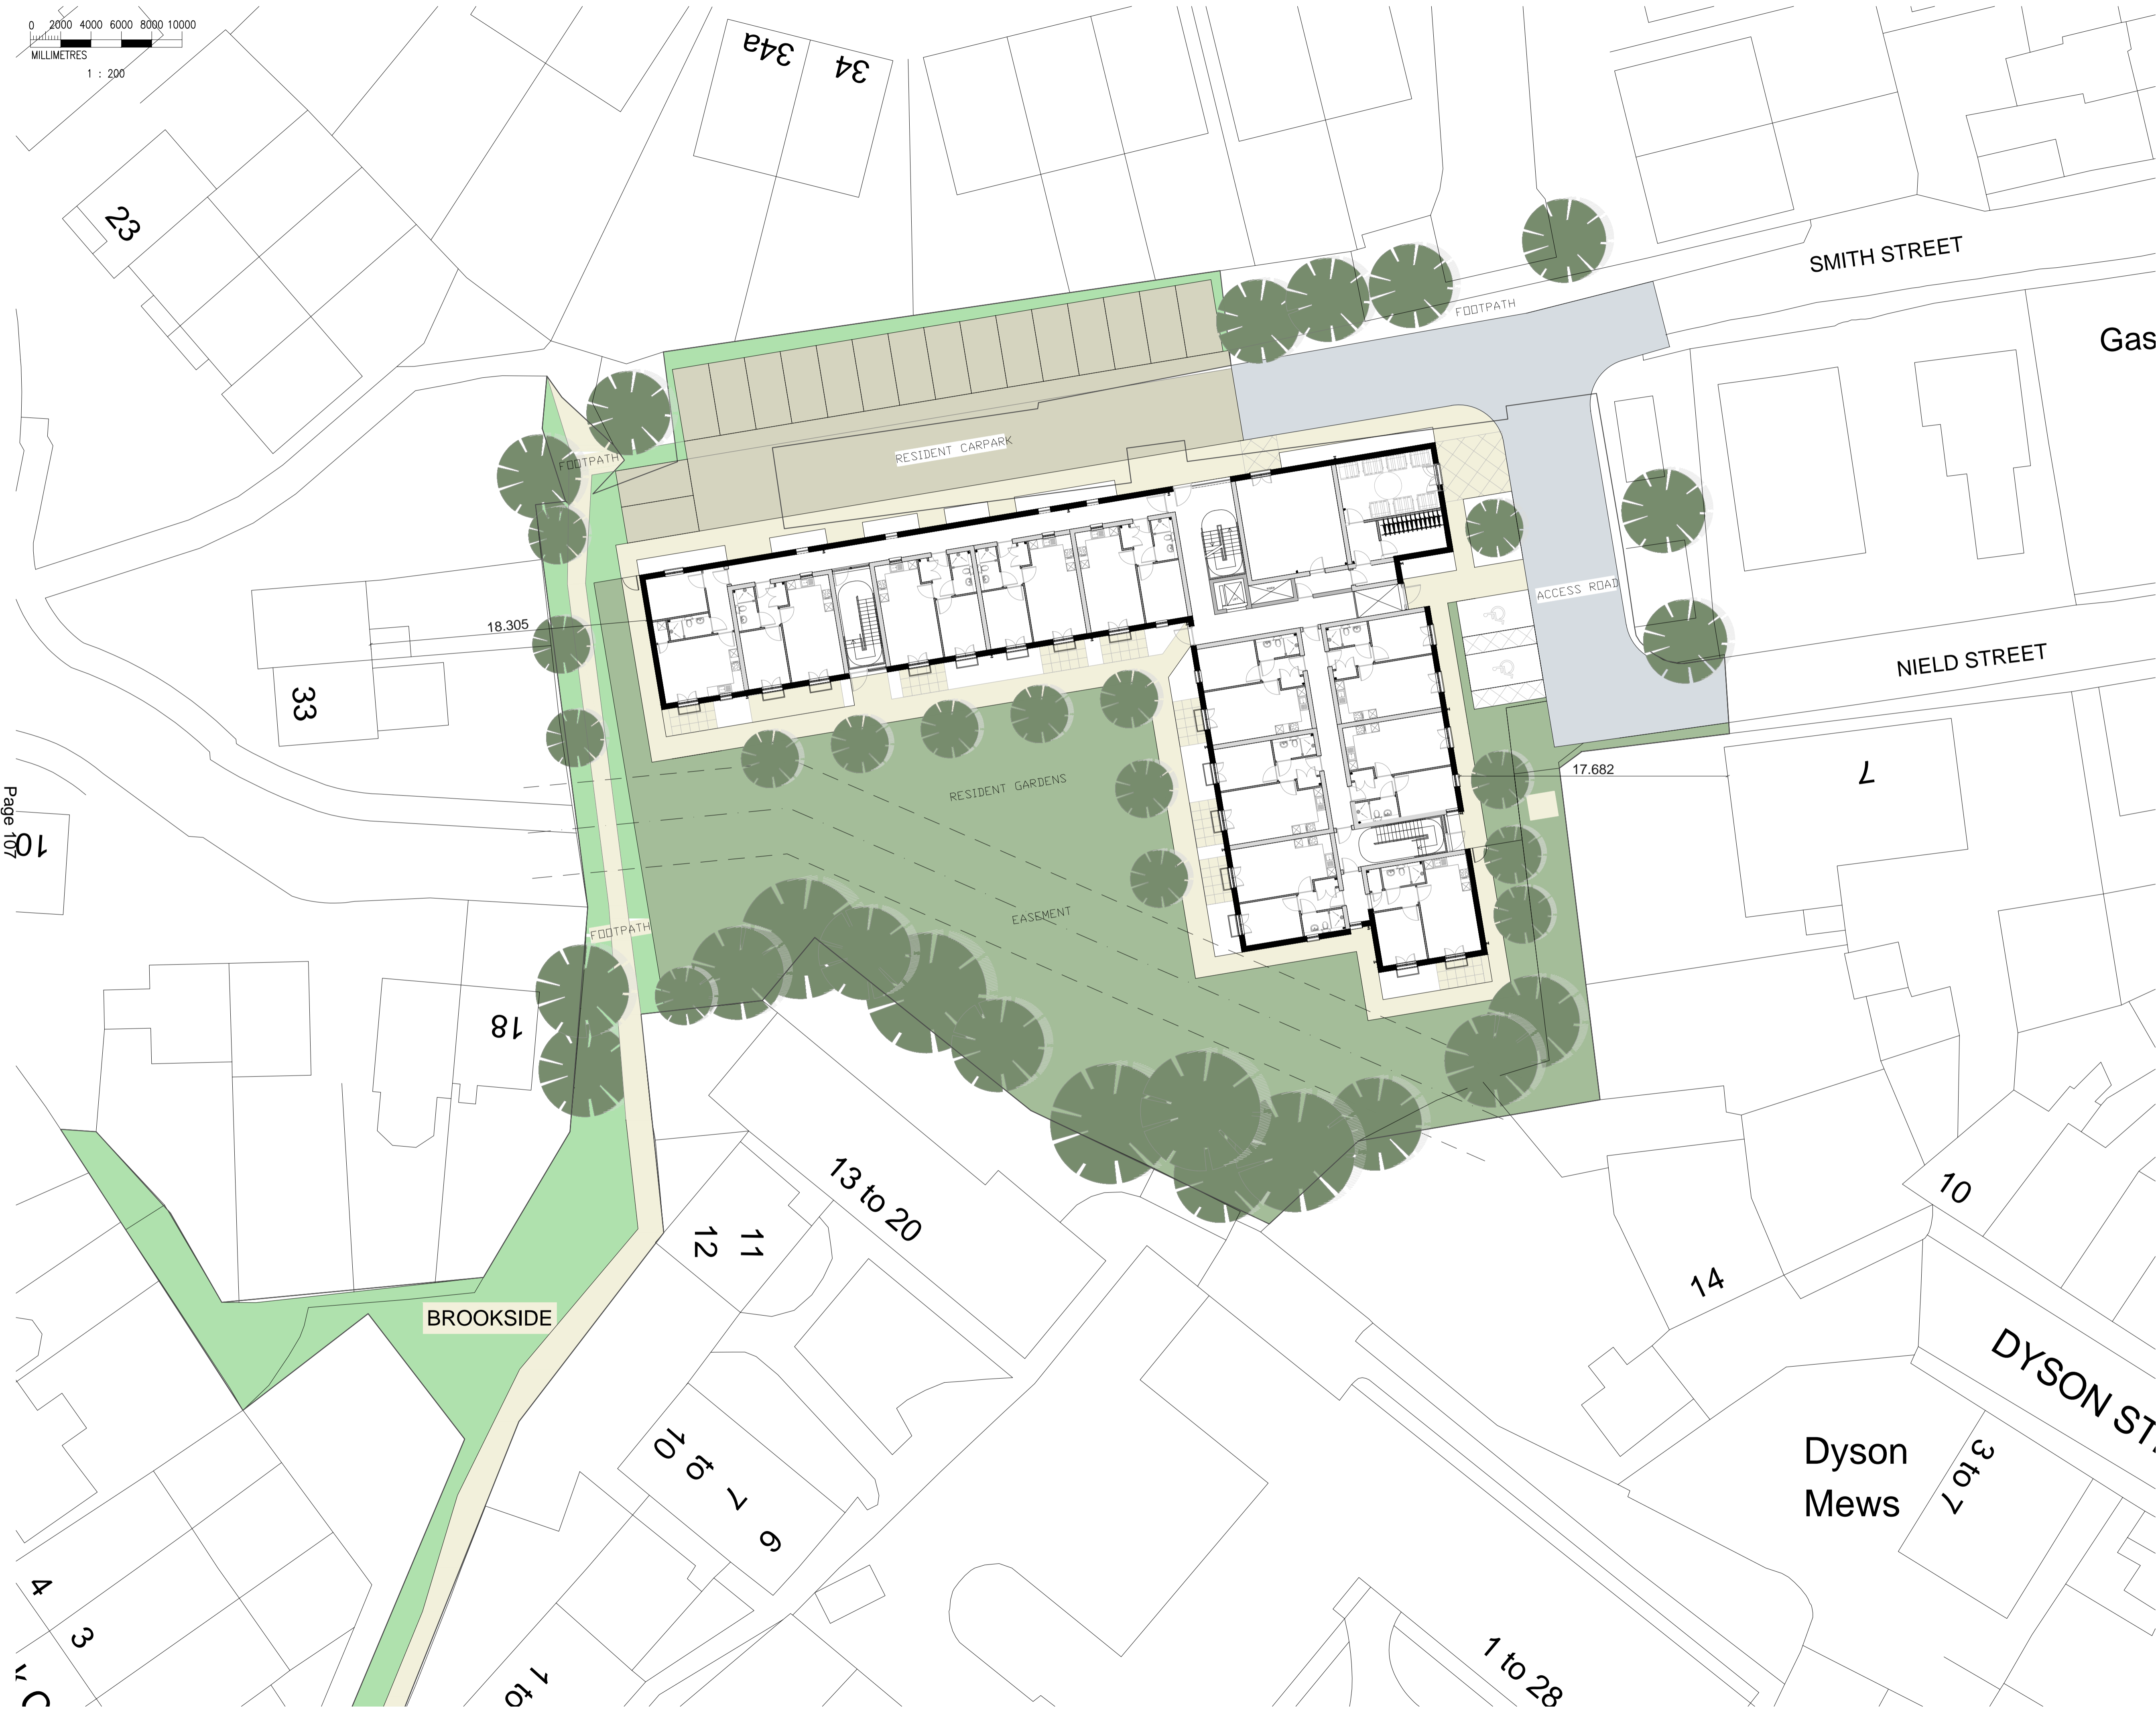 0 2000 4000 6000 8000 10000
MILLIMETRES
1 : 200
34a
34
23
SMITH STREET
FOOTPATH
Gas
RESIDENT CARPARK
FOOTPATH
ACCESS ROAD
18.305
NIELD STREET
33
17.682
7
RESIDENT GARDENS
Page 107
10
EASEMENT
FOOTPATH
18
13 to 20
10
12
11
14
BROOKSIDE
DYSON ST
10
to
7
6
Dyson
Mews
3 to 7
4
3
1 to
1 to 28